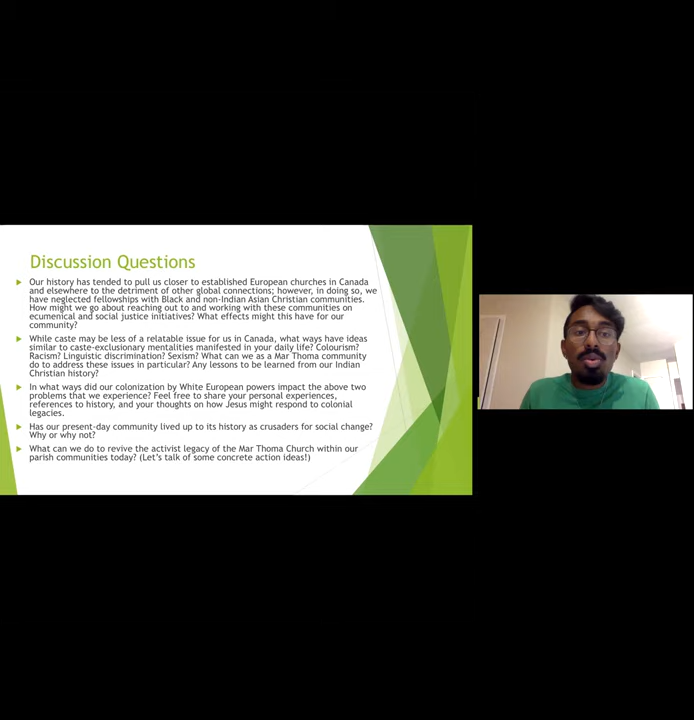 Discussion Questions
Our history has tended to pull us closer to established European churches in Canada
and elsewhere to the detriment of other global connections; however, in doing so, we
have neglected fellowships with Black and non-Indian Asian Christian communities.
How might we go about reaching out to and working with these communities on
ecumenical and social justice initiatives? What effects might this have for our
community?
While caste may be less of a relatable issue for us in Canada, what ways have ideas
similar to caste-exclusionary mentalities manifested in your daily life? Colourism?
Racism? Linguistic discrimination? Sexism? What can we as a Mar Thoma community
do to address these issues in particular? Any lessons to be learned from our Indian
Christian history?
In what ways did our colonization by White European powers impact the above two
problems that we experience? Feel free to share your personal experiences,
references to history, and your thoughts on how Jesus might respond to colonial
legacies.
Has our present-day community lived up to its history as crusaders for social change?
Why or why not?
What can we do to revive the activist legacy of the Mar Thoma Church within our
parish communities today? (Let's talk of some concrete action ideas!)